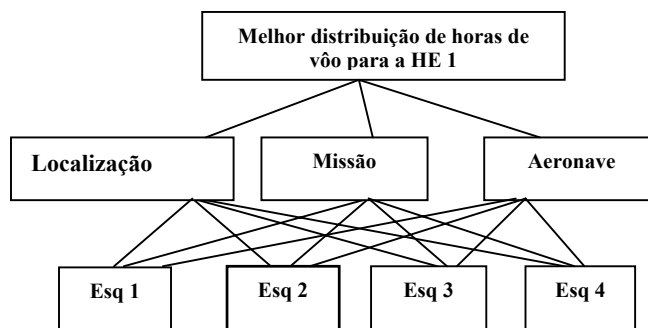 Melhor distribuição de horas de
vôo para a HE 1
Localização
Missão
Aeronave
Esq 1
Esq 2
Esq 3
Esq 4